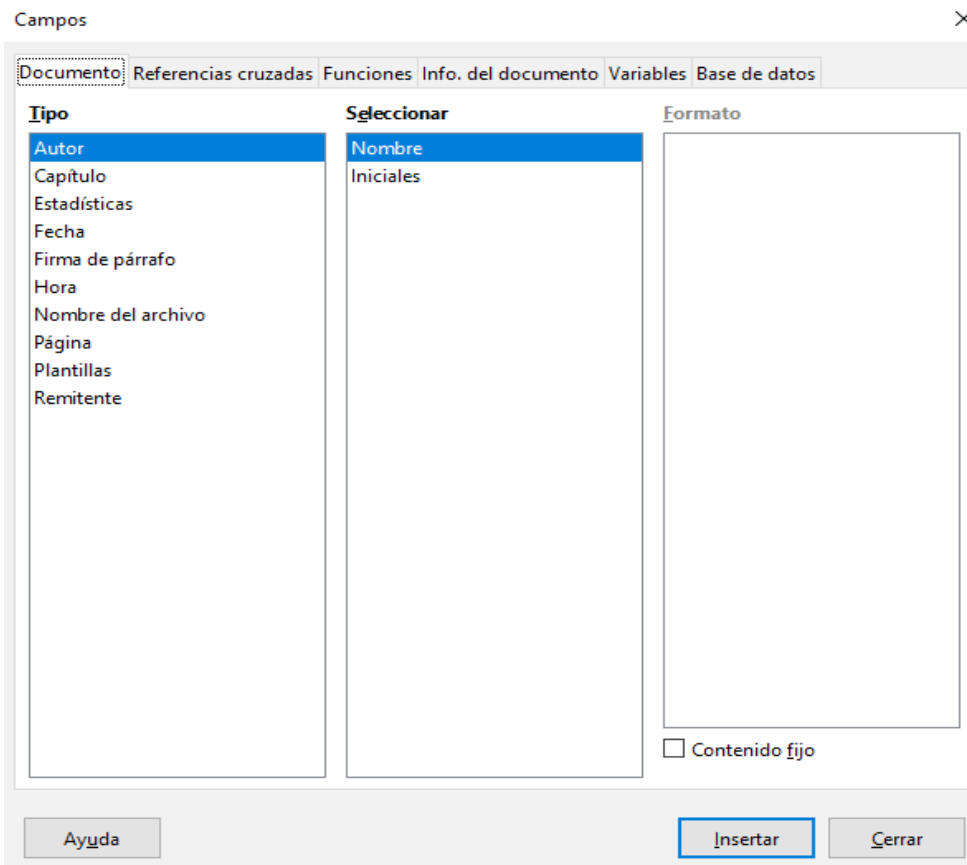 Campos
Documento Referencias cruzadas Funciones Info. del documento Variables Base de datos
Tipo Seleccionar Formato
Autor Nombre
Capítulo Iniciales
Estadísticas
Fecha
Firma de párrafo
Hora
Nombre del archivo
Página
Plantillas
Remitente
Contenido fijo
Ayuda Insertar Cerrar